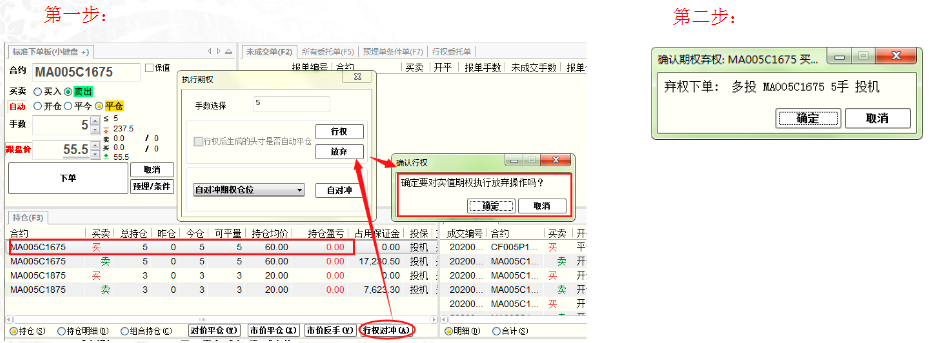 第一步：
第二步：
标准下单板(小键盘 +)
未成交单(F2) 所有委托单(F5) 预埋单条件单(F7) 行权委托单
合约 MA005C1675 保值
报单编号 合约 买卖 开平 报单手数 未成交手数
买卖 买入 卖出
自动 开仓 平今 平仓
手数 5 ≤ 5
237.5
卖 0.0 / 0
买 0.0 / 0
限量价 55.5
55.5
下单 取消
预埋/条件
执行期权
手数选择 5
行权后生成的头寸是否自动平仓
行权
放弃
自对冲期权仓位 自对冲
确认行权
确定要对实值期权执行放弃操作吗？
确定 取消
确认期权弃权: MA005C1675 买...
弃权下单: 多投 MA005C1675 5手 投机
确定 取消
持仓(F3)
合约 买卖 总持仓 昨仓 今仓 可平量 持仓均价 持仓盈亏 占用保证金 投保
MA005C1675 买 5 0 5 5 60.00 0.00 0.00 投机
MA005C1675 卖 5 0 5 5 60.00 0.00 17,230.50 投机
MA005C1875 买 3 0 3 3 20.00 0.00 0.00 投机
MA005C1875 卖 3 0 3 3 20.00 0.00 7,623.30 投机
成交编号 合约 买卖 开
20200... CF005P1... 买 平
20200... MA005C1... 卖 开
20200... MA005C1... 买 开
20200... MA005C1... 卖 开
20200... MA005C1... 买 开
持仓(S) 持仓明细(D) 组合持仓(C) 对价平仓(Y) 市价平仓(X) 市价反手(V) 行权对冲(A)
明细(D) 合计(S)